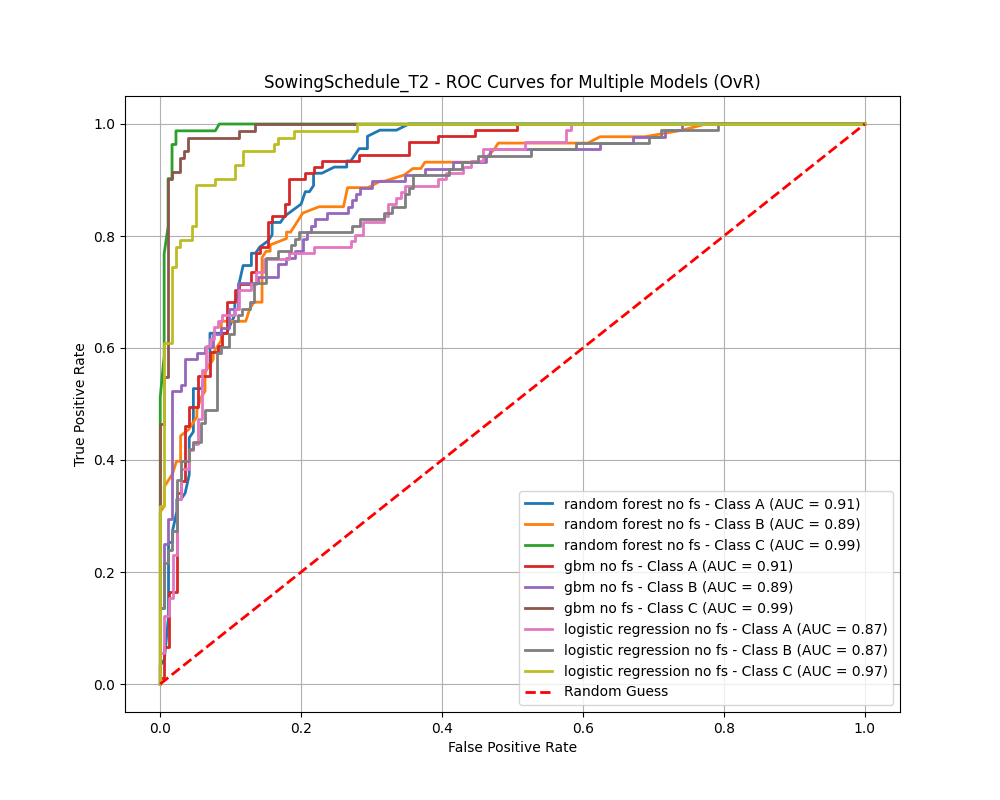 SowingSchedule_T2 - ROC Curves for Multiple Models (OvR)
1.0
0.8
0.6
0.4
0.2
0.0
True Positive Rate
0.0 0.2 0.4 0.6 0.8 1.0
False Positive Rate
random forest no fs - Class A (AUC = 0.91)
random forest no fs - Class B (AUC = 0.89)
random forest no fs - Class C (AUC = 0.99)
gbm no fs - Class A (AUC = 0.91)
gbm no fs - Class B (AUC = 0.89)
gbm no fs - Class C (AUC = 0.99)
logistic regression no fs - Class A (AUC = 0.87)
logistic regression no fs - Class B (AUC = 0.87)
logistic regression no fs - Class C (AUC = 0.97)
Random Guess